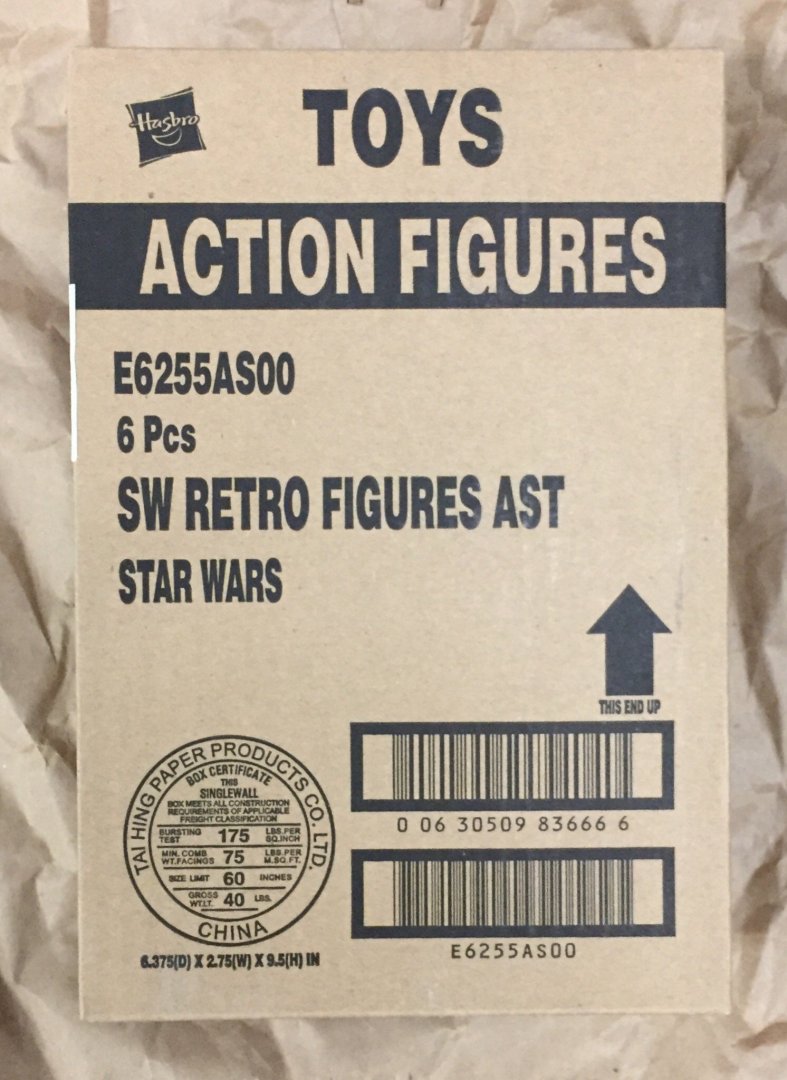 Hasbro
TOYS
ACTION FIGURES
E6255AS00
6 Pcs
SW RETRO FIGURES AST
STAR WARS
THIS END UP
TAI HING PAPER PRODUCTS CO. LTD.
BOX CERTIFICATE
THIS
SINGLEWALL
BOX MEETS ALL CONSTRUCTION
REQUIREMENTS OF APPLICABLE
FREIGHT CLASSIFICATION
BURSTING TEST 175 LBS.PER SQ.INCH
MIN. COMB WT.FACINGS 75 LBS.PER M.SQ.FT.
SIZE LIMIT 60 INCHES
GROSS WT.LT. 40 LBS.
CHINA
6.375(D) X 2.75(W) X 9.5(H) IN
0 06 30509 83666 6
E6255AS00